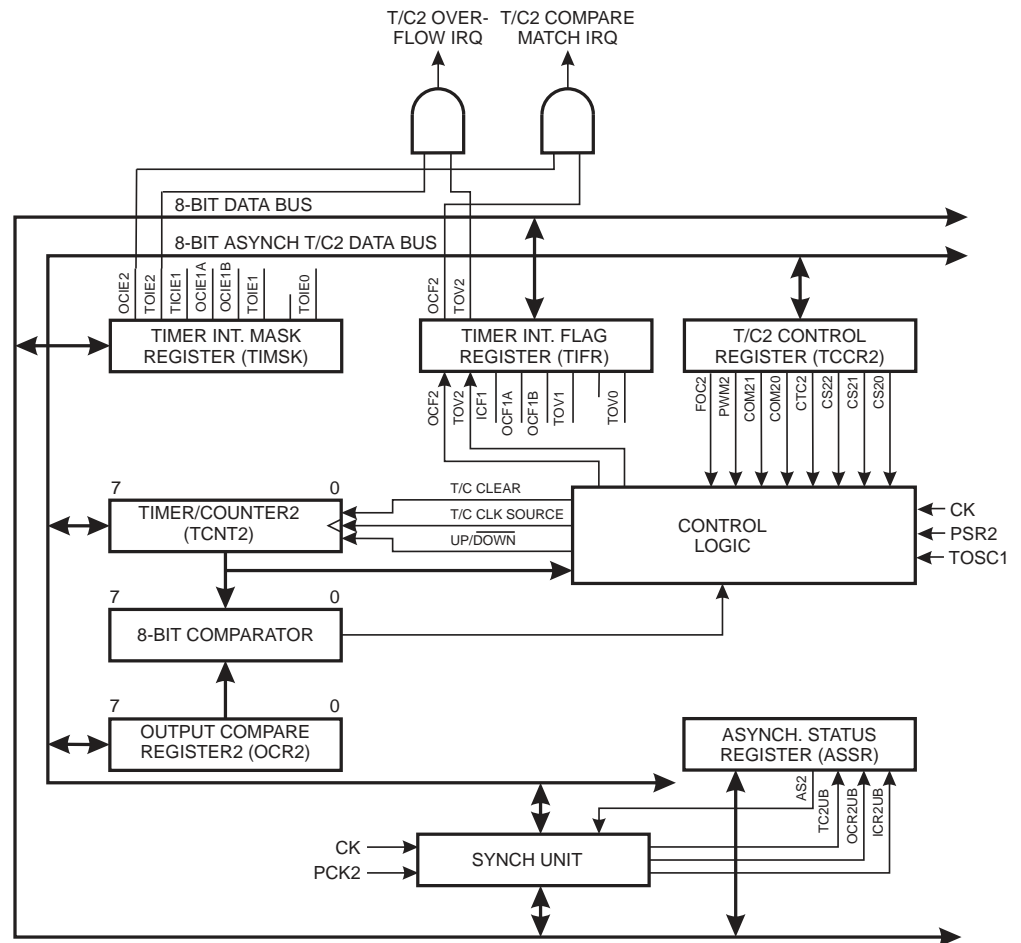 T/C2 OVER-
FLOW IRQ
T/C2 COMPARE
MATCH IRQ
8-BIT DATA BUS
8-BIT ASYNCH T/C2 DATA BUS
OCIE2
TOIE2
TICIE1
OCIE1A
OCIE1B
TOIE1
TOIE0
OCF2
TOV2
TIMER INT. MASK
REGISTER (TIMSK)
TIMER INT. FLAG
REGISTER (TIFR)
T/C2 CONTROL
REGISTER (TCCR2)
OCF2
TOV2
ICF1
OCF1A
OCF1B
TOV1
TOV0
FOC2
PWM2
COM21
COM20
CTC2
CS22
CS21
CS20
7
0
TIMER/COUNTER2
(TCNT2)
T/C CLEAR
T/C CLK SOURCE
UP/DOWN
CONTROL
LOGIC
CK
PSR2
TOSC1
7
0
8-BIT COMPARATOR
7
0
OUTPUT COMPARE
REGISTER2 (OCR2)
ASYNCH. STATUS
REGISTER (ASSR)
AS2
TC2UB
OCR2UB
ICR2UB
CK
PCK2
SYNCH UNIT